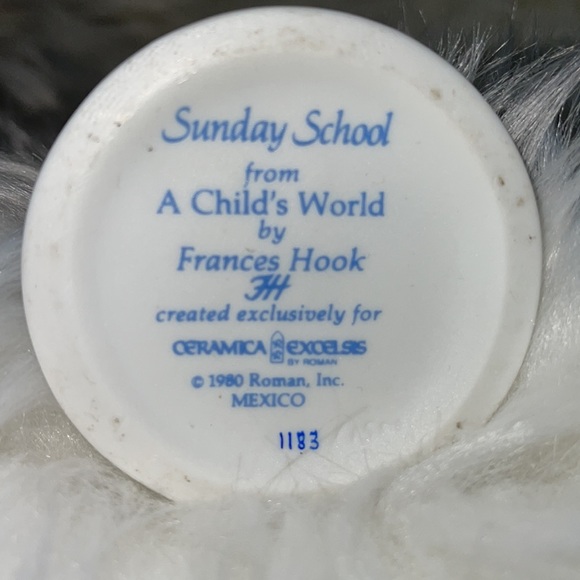 Sunday School
from
A Child's World
by
Frances Hook
FH
created exclusively for
CERAMICA EXCELSIS
BY ROMAN
© 1980 Roman, Inc.
MEXICO
1183